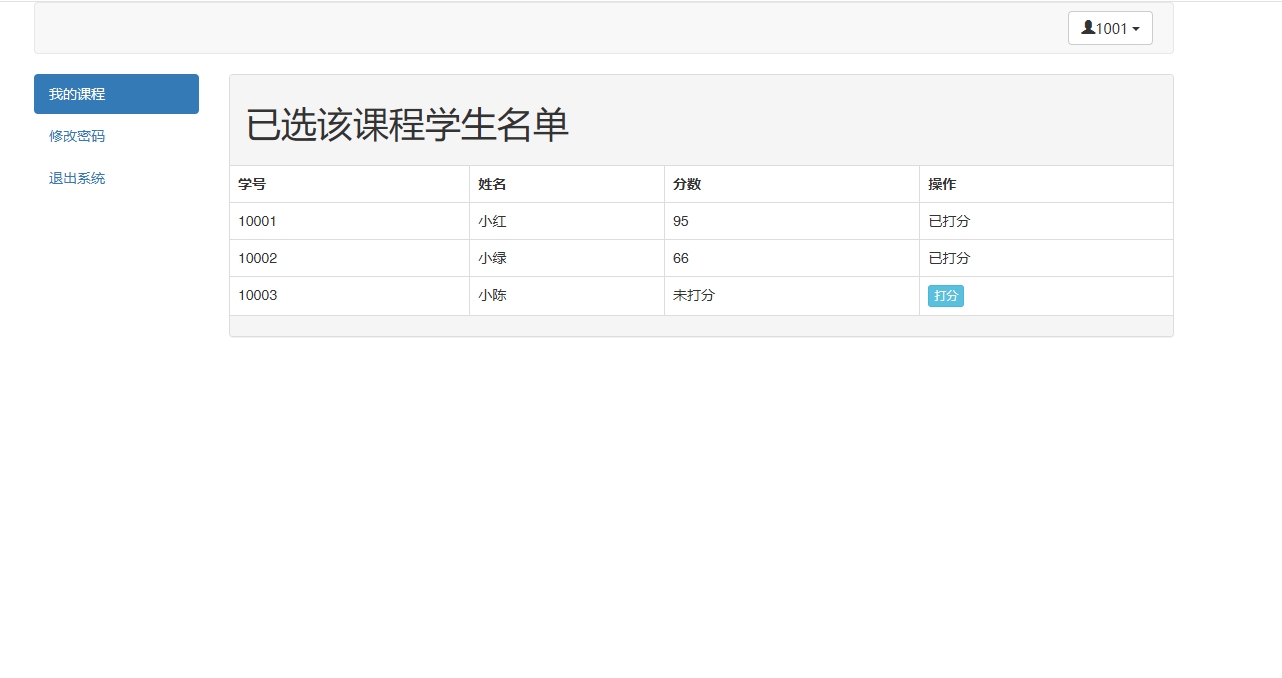 1001
我的课程
修改密码
退出系统
已选该课程学生名单
学号 姓名 分数 操作
10001 小红 95 已打分
10002 小绿 66 已打分
10003 小陈 未打分 打分